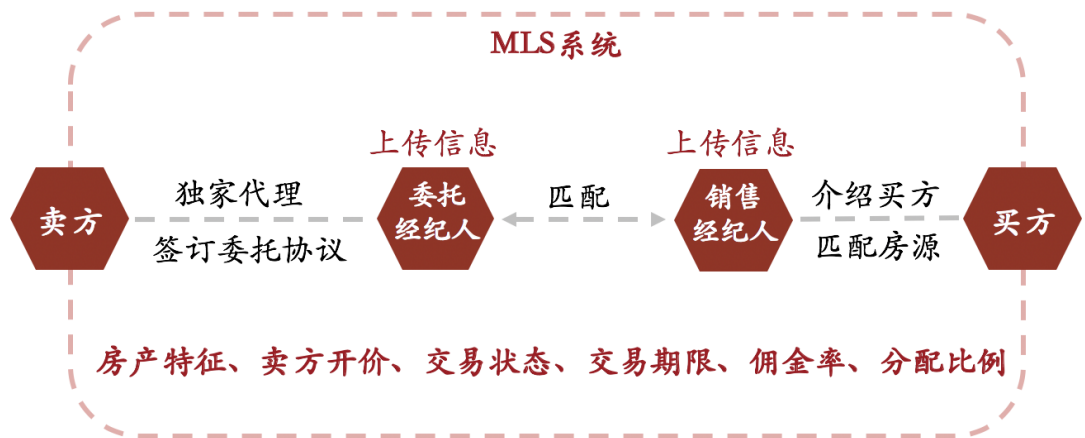 MLS系统
上传信息
上传信息
卖方
独家代理
签订委托协议
委托
经纪人
匹配
销售
经纪人
介绍买方
匹配房源
买方
房产特征、卖方开价、交易状态、交易期限、佣金率、分配比例